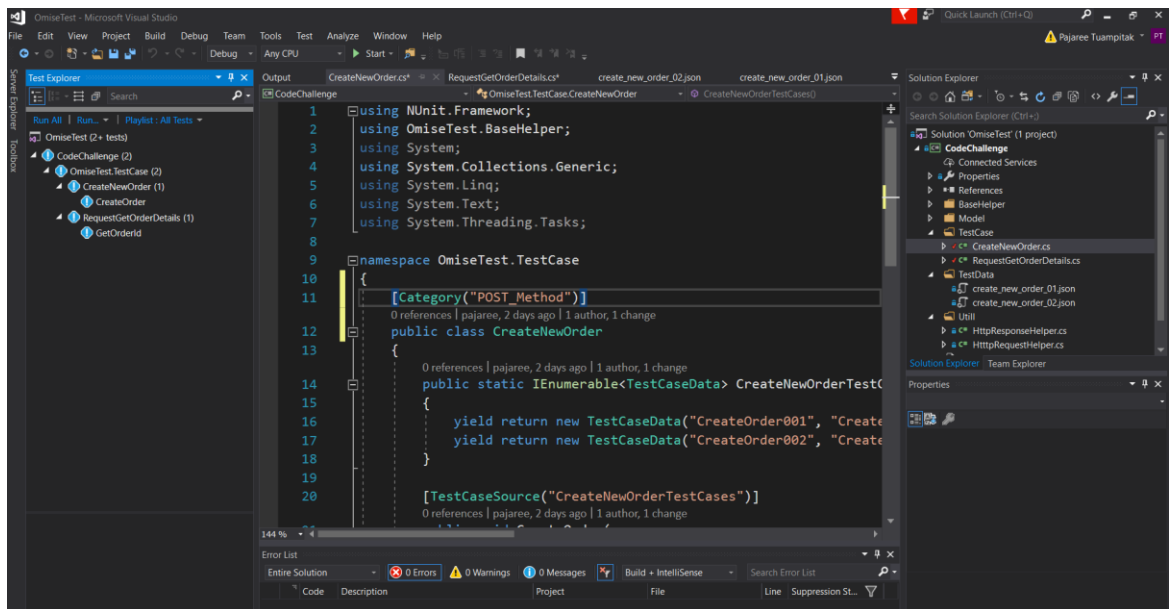 OmiseTest - Microsoft Visual Studio
Quick Launch (Ctrl+Q)
File Edit View Project Build Debug Team Tools Test Analyze Window Help
Pajaree Tuampitak PT
Debug Any CPU Start
Server Explorer
Toolbox
Test Explorer
Search
Run All | Run... | Playlist : All Tests
OmiseTest (2+ tests)
CodeChallenge (2)
OmiseTest.TestCase (2)
CreateNewOrder (1)
CreateOrder
RequestGetOrderDetails (1)
GetOrderId
Output CreateNewOrder.cs* RequestGetOrderDetails.cs* create_new_order_02.json create_new_order_01.json
CodeChallenge OmiseTest.TestCase.CreateNewOrder CreateNewOrderTestCases()
1 using NUnit.Framework;
2 using OmiseTest.BaseHelper;
3 using System;
4 using System.Collections.Generic;
5 using System.Linq;
6 using System.Text;
7 using System.Threading.Tasks;
8
9 namespace OmiseTest.TestCase
10 {
11 [Category("POST_Method")]
0 references | pajaree, 2 days ago | 1 author, 1 change
12 public class CreateNewOrder
13 {
0 references | pajaree, 2 days ago | 1 author, 1 change
14 public static IEnumerable<TestCaseData> CreateNewOrderTestC
15 {
16 yield return new TestCaseData("CreateOrder001", "Create
17 yield return new TestCaseData("CreateOrder002", "Create
18 }
19
20 [TestCaseSource("CreateNewOrderTestCases")]
0 references | pajaree, 2 days ago | 1 author, 1 change
144 %
Error List
Entire Solution 0 Errors 0 Warnings 0 Messages Build + IntelliSense Search Error List
Code Description Project File Line Suppression St...
Solution Explorer
Search Solution Explorer (Ctrl+;)
Solution 'OmiseTest' (1 project)
CodeChallenge
Connected Services
Properties
References
BaseHelper
Model
TestCase
CreateNewOrder.cs
RequestGetOrderDetails.cs
TestData
create_new_order_01.json
create_new_order_02.json
Utill
HttpResponseHelper.cs
HtttpRequestHelper.cs
Solution Explorer Team Explorer
Properties